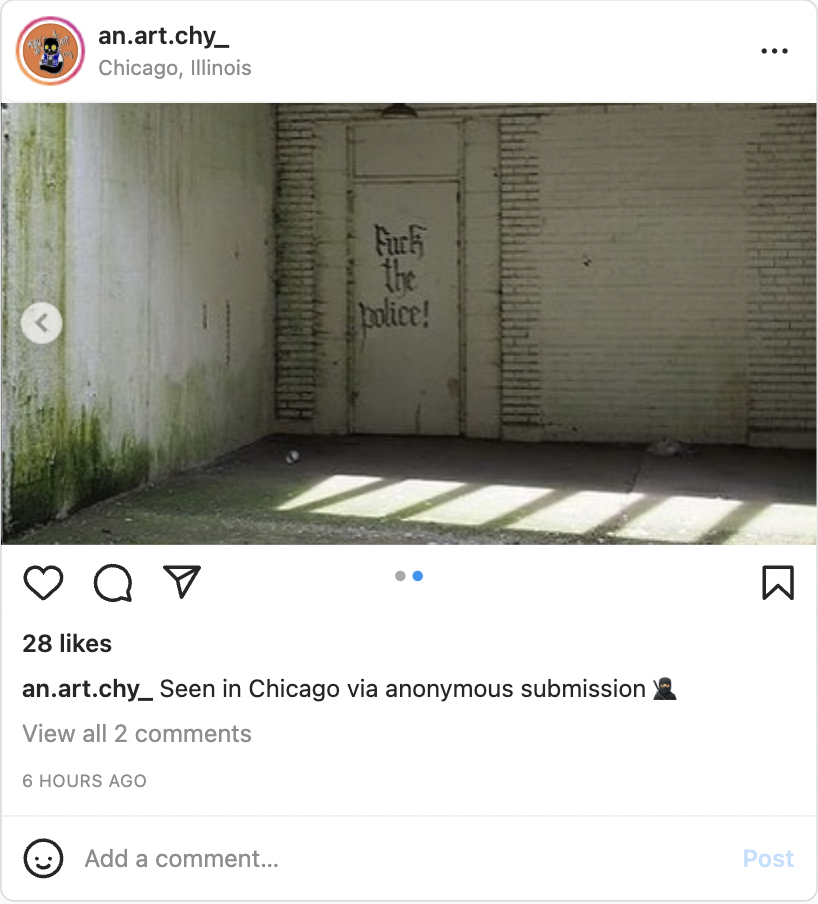 an.art.chy_
Chicago, Illinois
Fuck
the
police!
28 likes
an.art.chy_ Seen in Chicago via anonymous submission 🥷
View all 2 comments
6 HOURS AGO
Add a comment...
Post